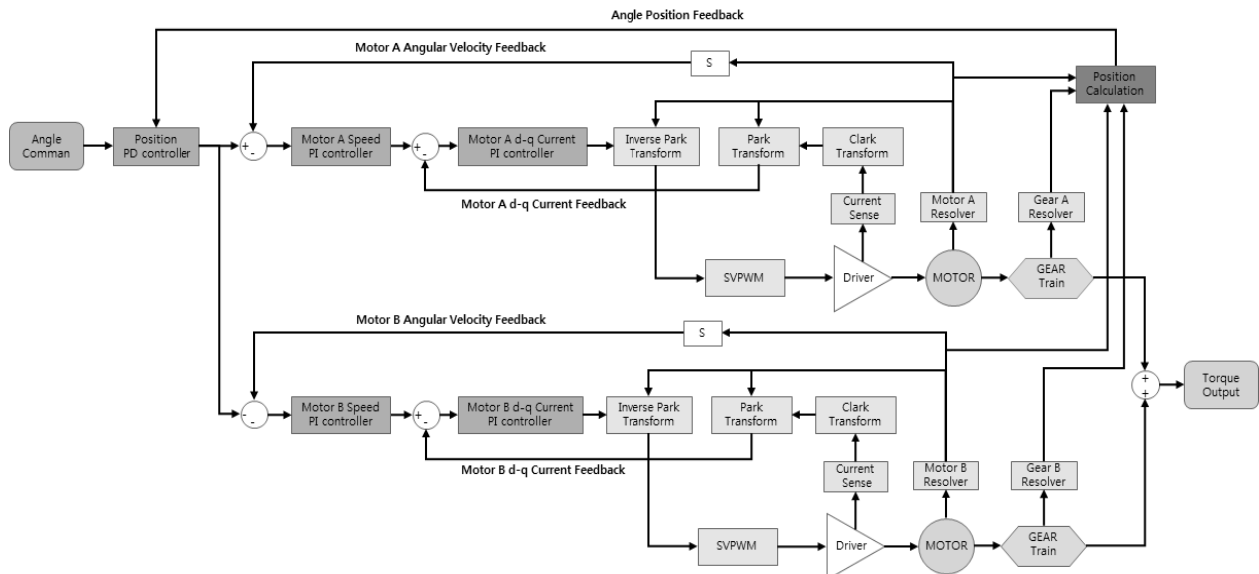 Angle Position Feedback
Motor A Angular Velocity Feedback
S
Position
Calculation
Angle
Comman
Position
PD controller
+
-
Motor A Speed
PI controller
+
-
Motor A d-q Current
PI controller
Inverse Park
Transform
Park
Transform
Clark
Transform
Motor A d-q Current Feedback
Current
Sense
Motor A
Resolver
Gear A
Resolver
SVPWM
Driver
MOTOR
GEAR
Train
Motor B Angular Velocity Feedback
S
-
-
Motor B Speed
PI controller
+
-
Motor B d-q Current
PI controller
Inverse Park
Transform
Park
Transform
Clark
Transform
+
+
Torque
Output
Motor B d-q Current Feedback
Current
Sense
Motor B
Resolver
Gear B
Resolver
SVPWM
Driver
MOTOR
GEAR
Train